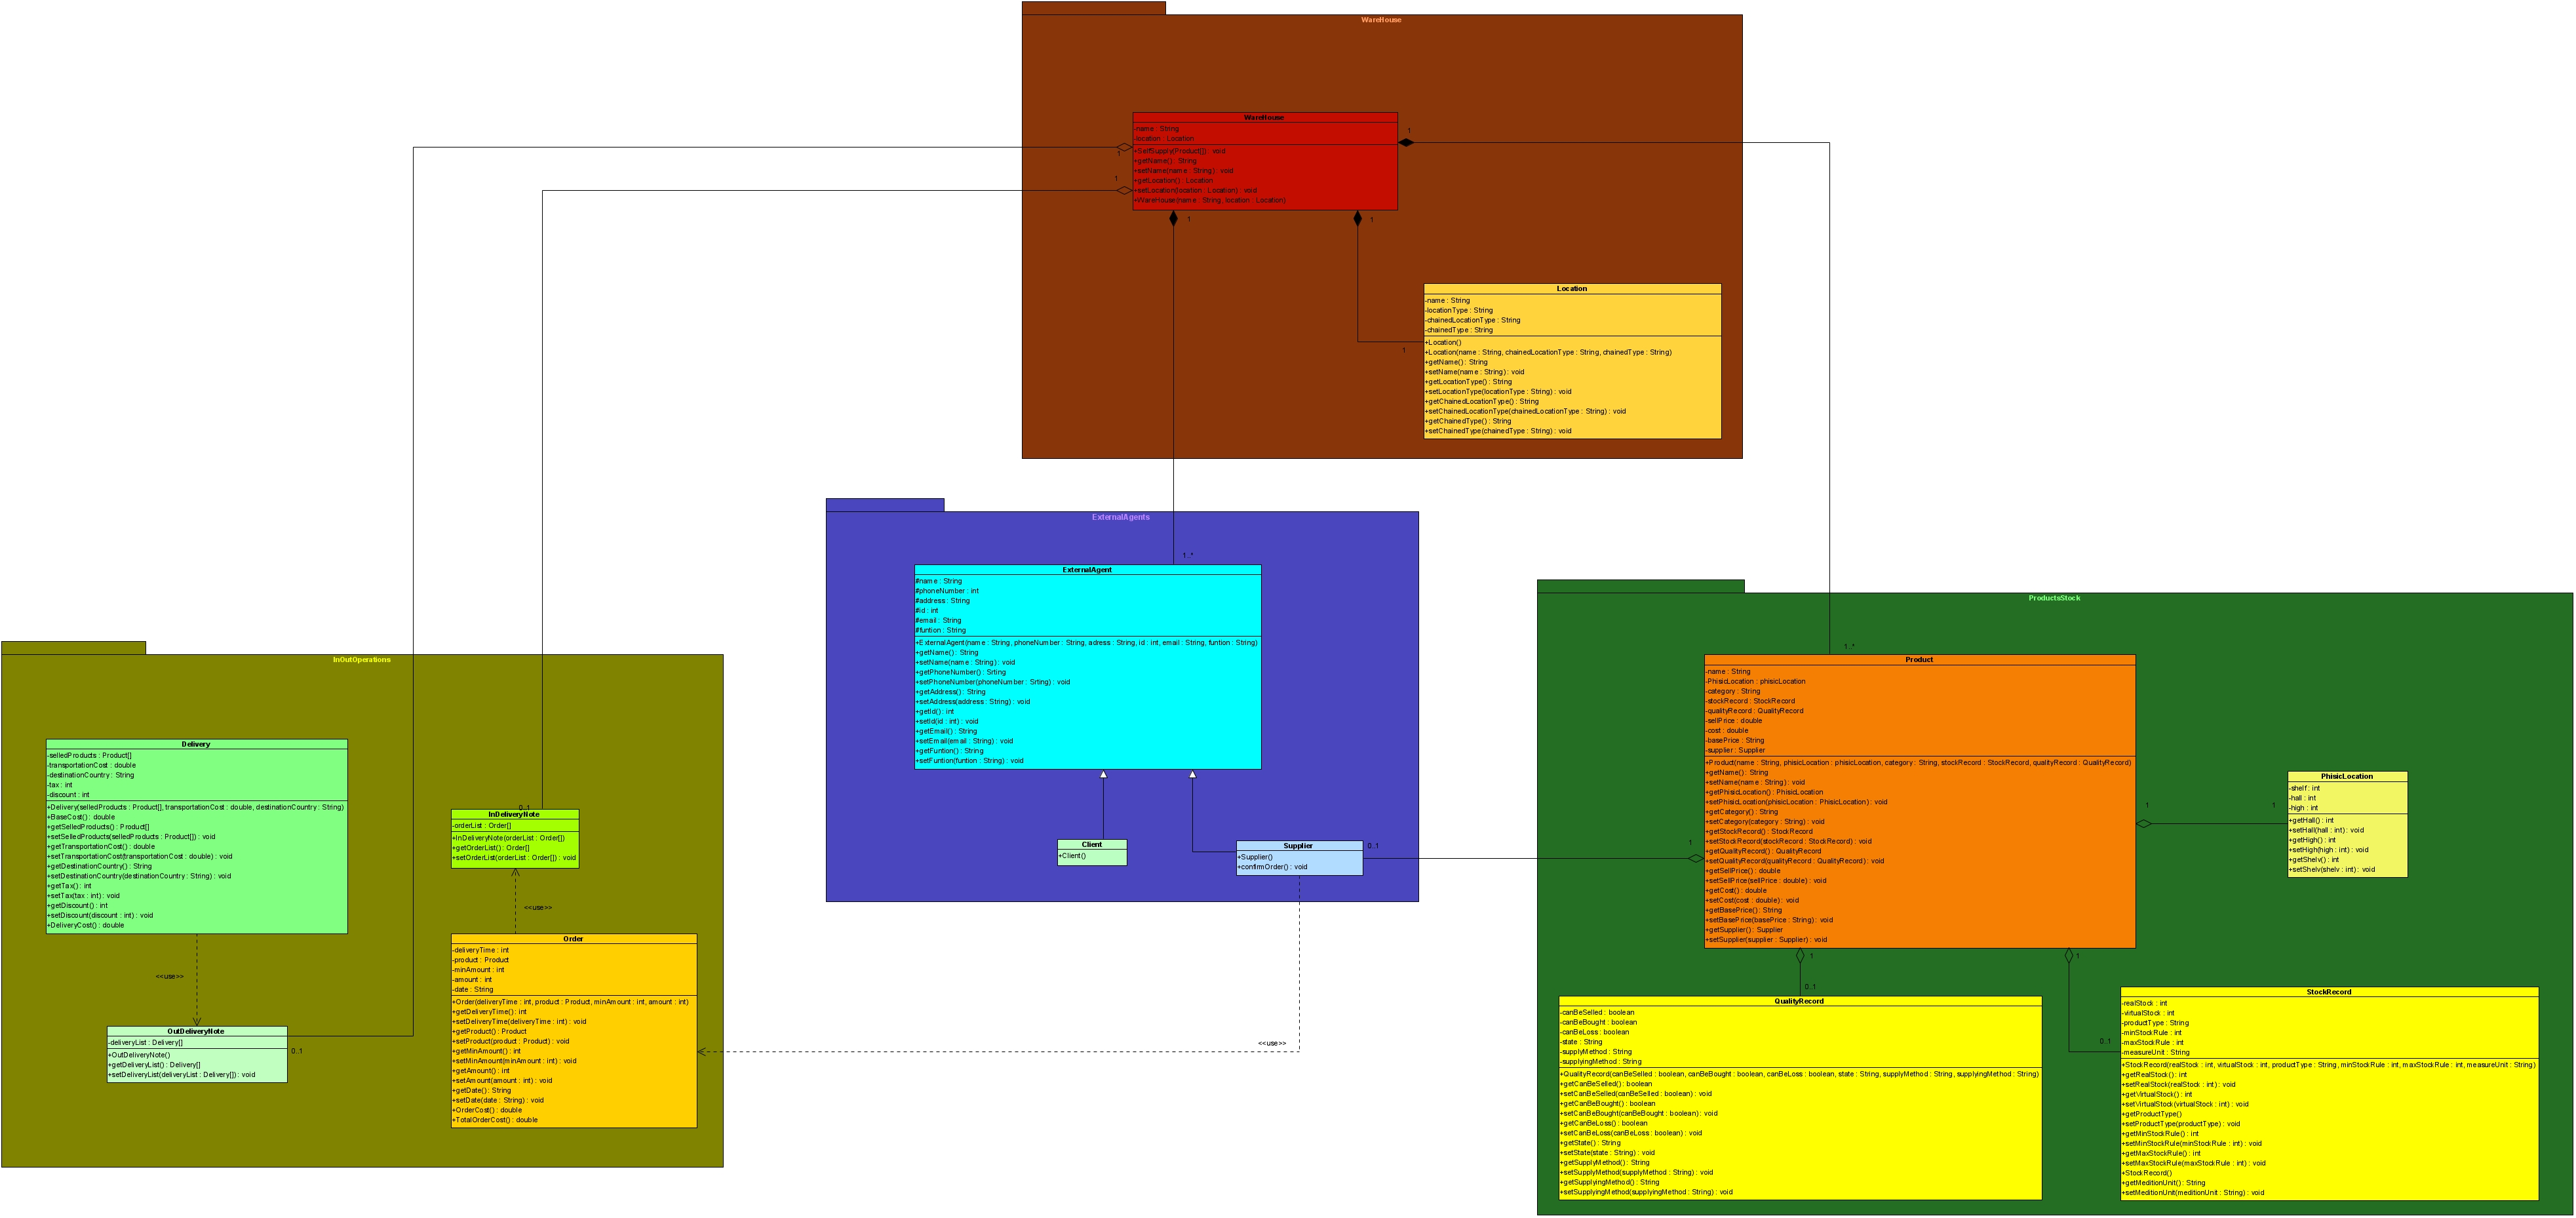 WareHouse
WareHouse
-name : String
-location : Location
+SelfSupply(Product[]) : void
+getName() : String
+setName(name : String) : void
+getLocation() : Location
+setLocation(location : Location) : void
+WareHouse(name : String, location : Location)
1
1
1
1
1
Location
-name : String
-locationType : String
-chainedLocationType : String
-chainedType : String
+Location()
+Location(name : String, chainedLocationType : String, chainedType : String)
+getName() : String
+setName(name : String) : void
+getLocationType() : String
+setLocationType(locationType : String) : void
+getChainedLocationType() : String
+setChainedLocationType(chainedLocationType : String) : void
+getChainedType() : String
+setChainedType(chainedType : String) : void
1
ExternalAgents
1..*
ExternalAgent
#name : String
#phoneNumber : int
#address : String
#id : int
#email : String
#funtion : String
+ExternalAgent(name : String, phoneNumber : String, adress : String, id : int, email : String, funtion : String)
+getName() : String
+setName(name : String) : void
+getPhoneNumber() : Srting
+setPhoneNumber(phoneNumber : Srting) : void
+getAddress() : String
+setAddress(address : String) : void
+getId() : int
+setId(id : int) : void
+getEmail() : String
+setEmail(email : String) : void
+getFuntion() : String
+setFuntion(funtion : String) : void
Client
+Client()
Supplier
+Supplier()
+confirmOrder() : void
0..1
<<use>>
InOutOperations
Delivery
-selledProducts : Product[]
-transportationCost : double
-destinationCountry : String
-tax : int
-discount : int
+Delivery(selledProducts : Product[], transportationCost : double, destinationCountry : String)
+BaseCost() : double
+getSelledProducts() : Product[]
+setSelledProducts(selledProducts : Product[]) : void
+getTransportationCost() : double
+setTransportationCost(transportationCost : double) : void
+getDestinationCountry() : String
+setDestinationCountry(destinationCountry : String) : void
+getTax() : int
+setTax(tax : int) : void
+getDiscount() : int
+setDiscount(discount : int) : void
+DeliveryCost() : double
<<use>>
OutDeliveryNote
-deliveryList : Delivery[]
+OutDeliveryNote()
+getDeliveryList() : Delivery[]
+setDeliveryList(deliveryList : Delivery[]) : void
0..1
0..1
InDeliveryNote
-orderList : Order[]
+InDeliveryNote(orderList : Order[])
+getOrderList() : Order[]
+setOrderList(orderList : Order[]) : void
<<use>>
Order
-deliveryTime : int
-product : Product
-minAmount : int
-amount : int
-date : String
+Order(deliveryTime : int, product : Product, minAmount : int, amount : int)
+getDeliveryTime() : int
+setDeliveryTime(deliveryTime : int) : void
+getProduct() : Product
+setProduct(product : Product) : void
+getMinAmount() : int
+setMinAmount(minAmount : int) : void
+getAmount() : int
+setAmount(amount : int) : void
+getDate() : String
+setDate(date : String) : void
+OrderCost() : double
+TotalOrderCost() : double
ProductsStock
1..*
Product
-name : String
-PhisicLocation : phisicLocation
-category : String
-stockRecord : StockRecord
-qualityRecord : QualityRecord
-sellPrice : double
-cost : double
-basePrice : String
-supplier : Supplier
+Product(name : String, phisicLocation : phisicLocation, category : String, stockRecord : StockRecord, qualityRecord : QualityRecord)
+getName() : String
+setName(name : String) : void
+getPhisicLocation() : PhisicLocation
+setPhisicLocation(phisicLocation : PhisicLocation) : void
+getCategory() : String
+setCategory(category : String) : void
+getStockRecord() : StockRecord
+setStockRecord(stockRecord : StockRecord) : void
+getQualityRecord() : QualityRecord
+setQualityRecord(qualityRecord : QualityRecord) : void
+getSellPrice() : double
+setSellPrice(sellPrice : double) : void
+getCost() : double
+setCost(cost : double) : void
+getBasePrice() : String
+setBasePrice(basePrice : String) : void
+getSupplier() : Supplier
+setSupplier(supplier : Supplier) : void
1
1
1
PhisicLocation
-shelf : int
-hall : int
-high : int
+getHall() : int
+setHall(hall : int) : void
+getHigh() : int
+setHigh(high : int) : void
+getShelv() : int
+setShelv(shelv : int) : void
1
0..1
QualityRecord
-canBeSelled : boolean
-canBeBought : boolean
-canBeLoss : boolean
-state : String
-supplyMethod : String
-supplyingMethod : String
+QualityRecord(canBeSelled : boolean, canBeBought : boolean, canBeLoss : boolean, state : String, supplyMethod : String, supplyingMethod : String)
+getCanBeSelled() : boolean
+setCanBeSelled(canBeSelled : boolean) : void
+getCanBeBought() : boolean
+setCanBeBought(canBeBought : boolean) : void
+getCanBeLoss() : boolean
+setCanBeLoss(canBeLoss : boolean) : void
+getState() : String
+setState(state : String) : void
+getSupplyMethod() : String
+setSupplyMethod(supplyMethod : String) : void
+getSupplyingMethod() : String
+setSupplyingMethod(supplyingMethod : String) : void
1
0..1
StockRecord
-realStock : int
-virtualStock : int
-productType : String
-minStockRule : int
-maxStockRule : int
-measureUnit : String
+StockRecord(realStock : int, virtualStock : int, productType : String, minStockRule : int, maxStockRule : int, measureUnit : String)
+getRealStock() : int
+setRealStock(realStock : int) : void
+getVirtualStock() : int
+setVirtualStock(virtualStock : int) : void
+getProductType()
+setProductType(productType) : void
+getMinStockRule() : int
+setMinStockRule(minStockRule : int) : void
+getMaxStockRule() : int
+setMaxStockRule(maxStockRule : int) : void
+StockRecord()
+getMeditionUnit() : String
+setMeditionUnit(meditionUnit : String) : void